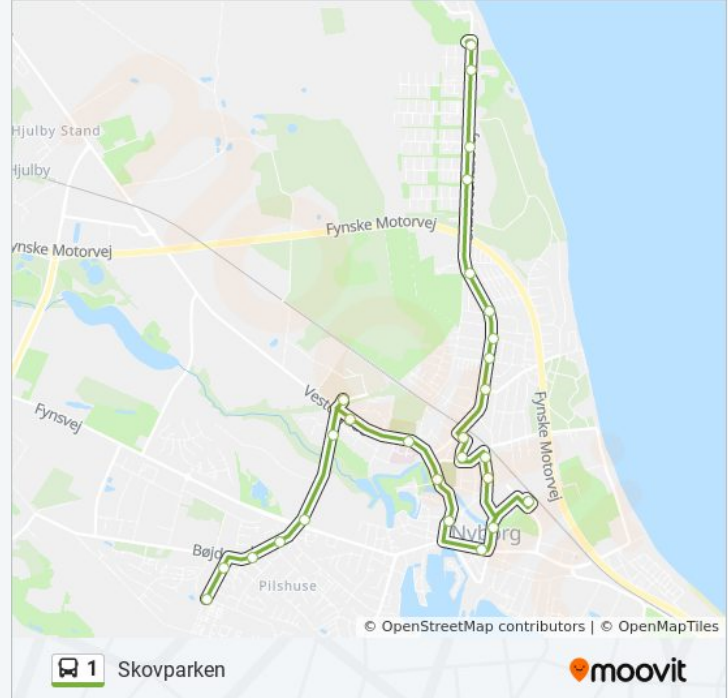 Hjulby Stand
Hjulby
Fynske Motorvej
ynske Motorvej
Vest
Fynsvej
Fynske Motorvej
Nyborg
Bøjd
Pilshuse
© OpenStreetMap contributors | © OpenMapTiles
1 Skovparken
moovit